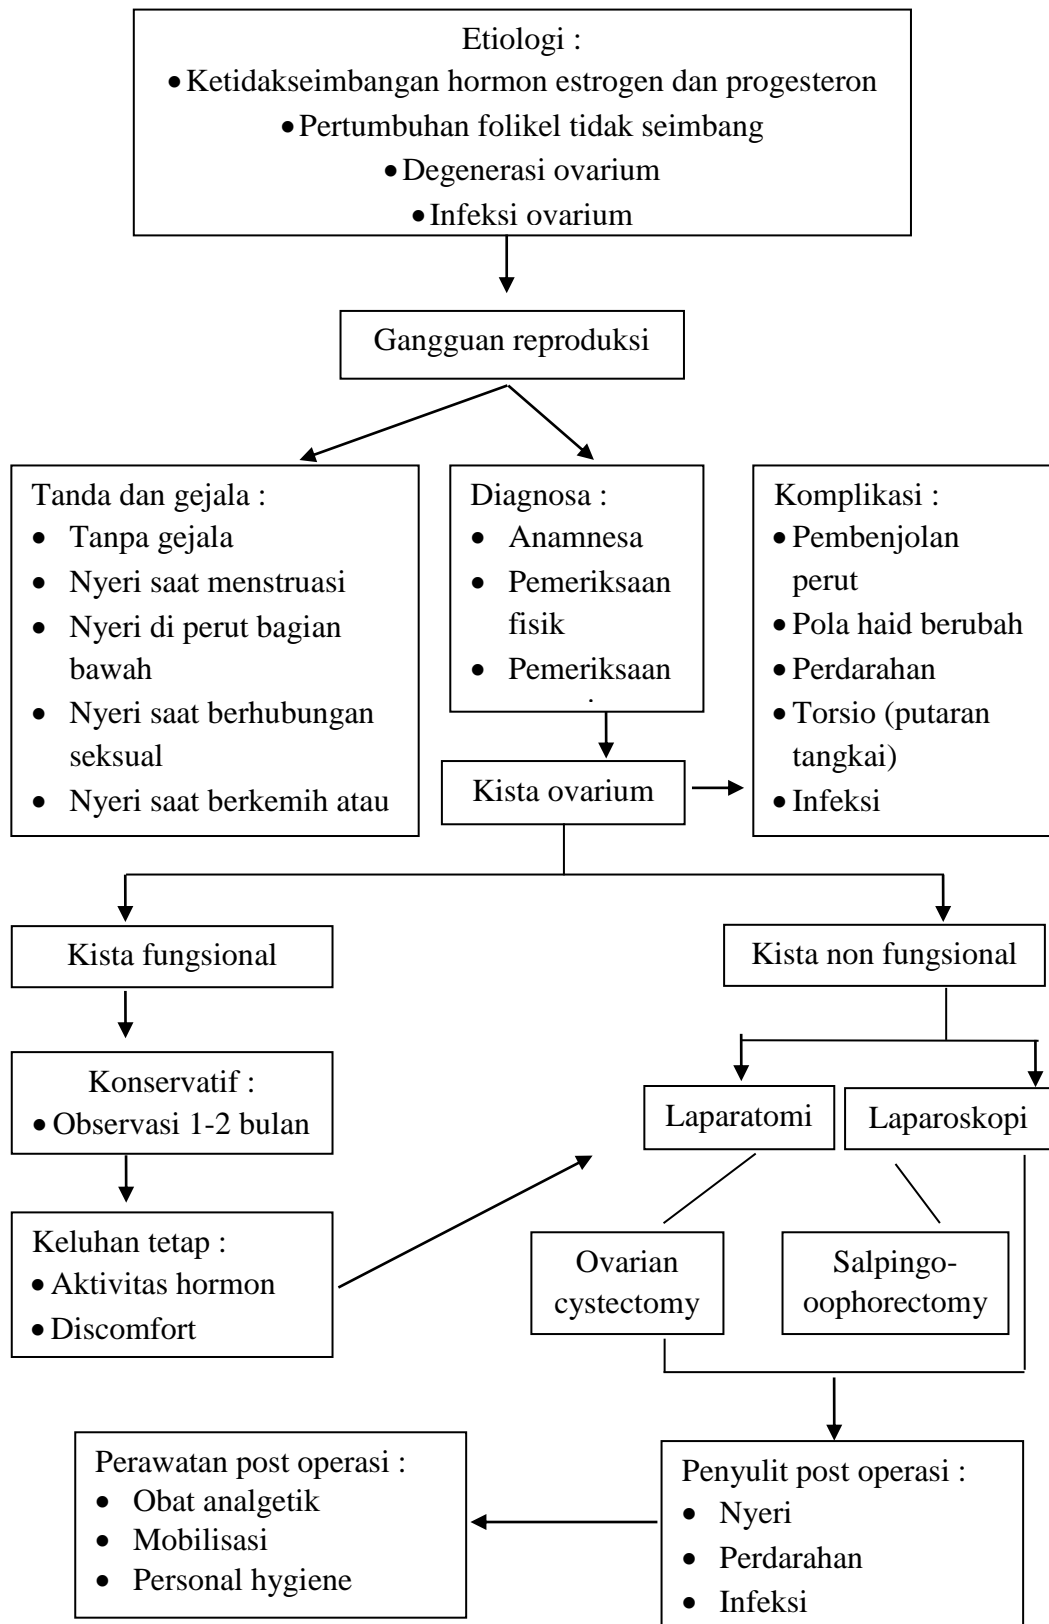 Etiologi :
• Ketidakseimbangan hormon estrogen dan progesteron
• Pertumbuhan folikel tidak seimbang
• Degenerasi ovarium
• Infeksi ovarium
Gangguan reproduksi
Tanda dan gejala :
• Tanpa gejala
• Nyeri saat menstruasi
• Nyeri di perut bagian
bawah
• Nyeri saat berhubungan
seksual
• Nyeri saat berkemih atau
Diagnosa :
• Anamnesa
• Pemeriksaan
fisik
• Pemeriksaan
Komplikasi :
• Pembenjolan
perut
• Pola haid berubah
• Perdarahan
• Torsio (putaran
tangkai)
• Infeksi
Kista ovarium
Kista fungsional
Kista non fungsional
Konservatif :
• Observasi 1-2 bulan
Laparatomi
Laparoskopi
Keluhan tetap :
• Aktivitas hormon
• Discomfort
Ovarian
cystectomy
Salpingo-
oophorectomy
Perawatan post operasi :
• Obat analgetik
• Mobilisasi
• Personal hygiene
Penyulit post operasi :
• Nyeri
• Perdarahan
• Infeksi